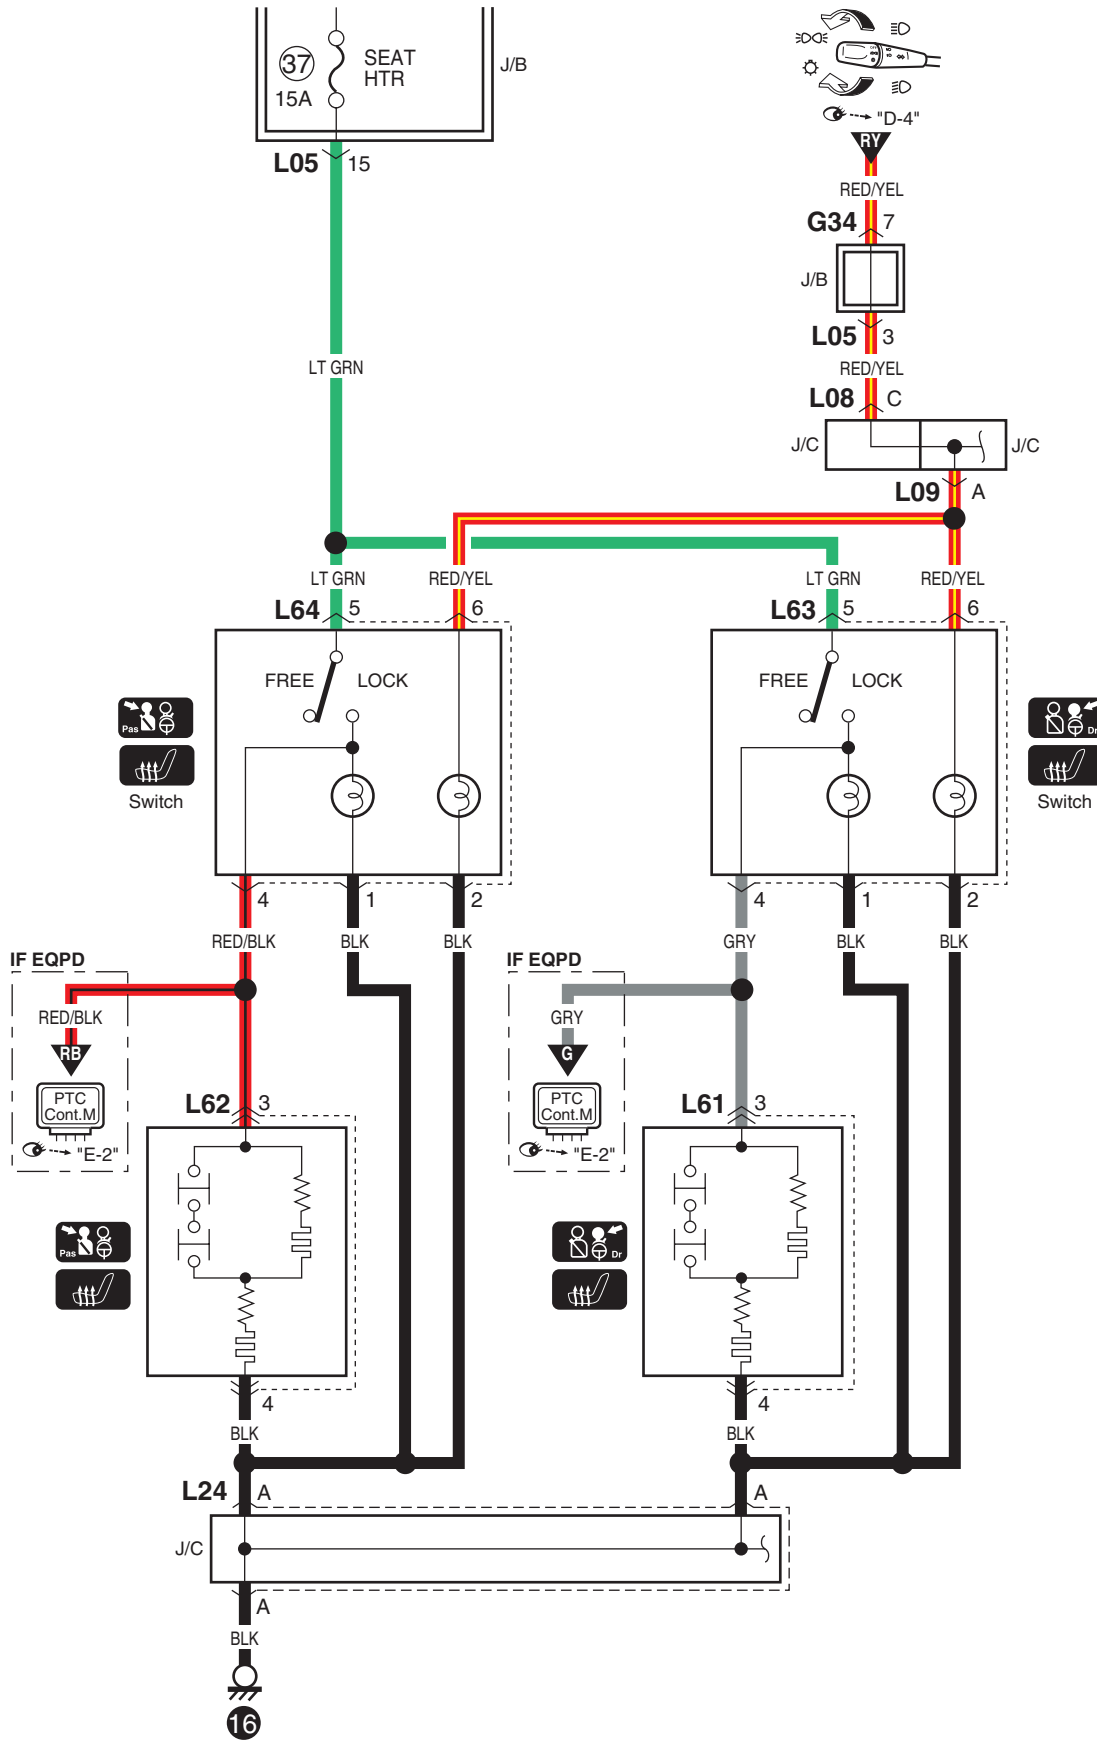 37
15A
SEAT
HTR
J/B
L05
15
"D-4"
RY
RED/YEL
G34
7
J/B
L05
3
RED/YEL
L08
C
J/C
J/C
L09
A
LT GRN
LT GRN
RED/YEL
LT GRN
RED/YEL
L64
5
6
L63
5
6
FREE
LOCK
FREE
LOCK
Pas
Switch
Dr
Switch
4
1
2
4
1
2
RED/BLK
BLK
BLK
GRY
BLK
BLK
IF EQPD
RED/BLK
RB
PTC
Cont.M
"E-2"
IF EQPD
GRY
G
PTC
Cont.M
"E-2"
L62
3
L61
3
Pas
Dr
4
4
BLK
BLK
L24
A
A
J/C
A
BLK
16